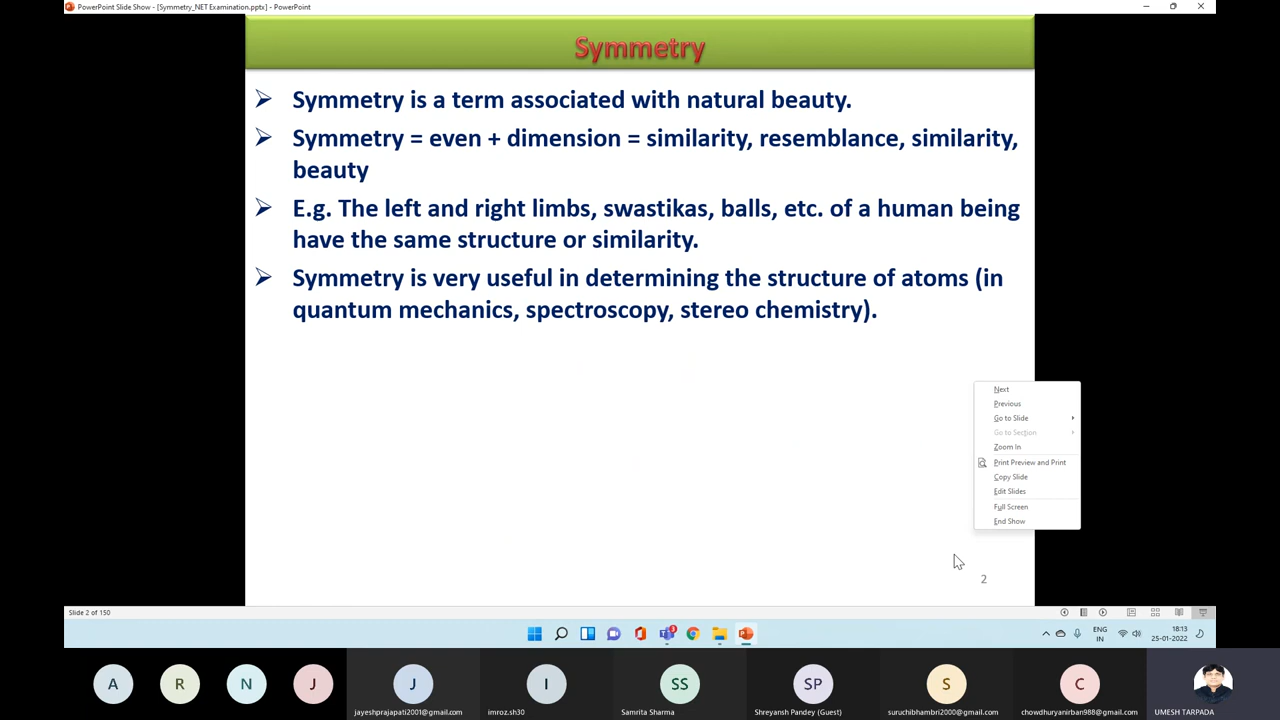 PowerPoint Slide Show - [Symmetry_NET Examination.pptx] - PowerPoint
Symmetry
Symmetry is a term associated with natural beauty.
Symmetry = even + dimension = similarity, resemblance, similarity,
beauty
E.g. The left and right limbs, swastikas, balls, etc. of a human being
have the same structure or similarity.
Symmetry is very useful in determining the structure of atoms (in
quantum mechanics, spectroscopy, stereo chemistry).
Next
Previous
Go to Slide
Go to Section
Zoom In
Print Preview and Print
Copy Slide
Edit Slides
Full Screen
End Show
2
Slide 2 of 150
3
ENG
IN
18:13
25-01-2022
A
R
N
J
J
I
SS
SP
S
C
jayeshprajapati2001@gmail.com
imroz.sh30
Samrita Sharma
Shreyansh Pandey (Guest)
suruchibhambri2000@gmail.com
chowdhuryanirban988@gmail.com
UMESH TARPADA